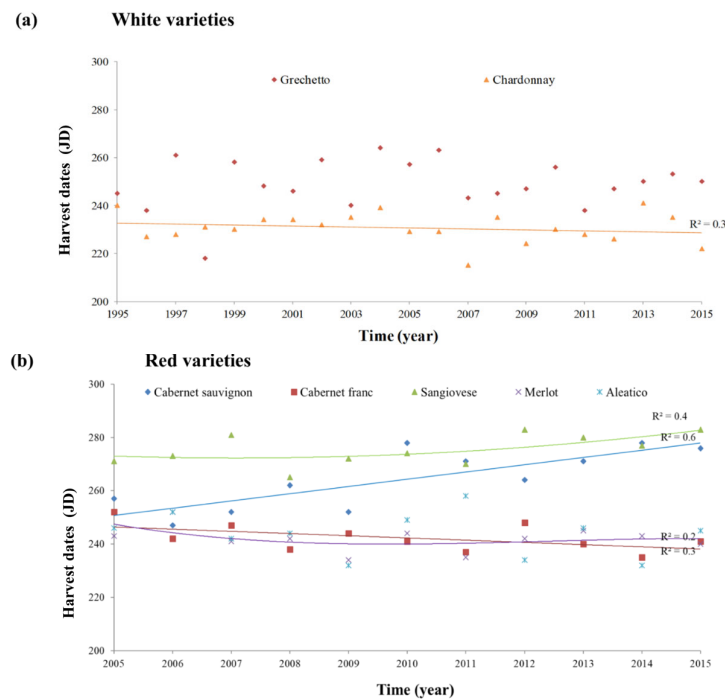 (a) White varieties
300
Grechetto Chardonnay
280
260
240
R² = 0.3
220
200
1995 1997 1999 2001 2003 2005 2007 2009 2011 2013 2015
Harvest dates (JD)
Time (year)
(b) Red varieties
300
Cabernet sauvignon Cabernet franc Sangiovese Merlot Aleatico
R² = 0.4
280
R² = 0.6
260
R² = 0.2
240
R² = 0.3
220
200
2005 2006 2007 2008 2009 2010 2011 2012 2013 2014 2015
Harvest dates (JD)
Time (year)